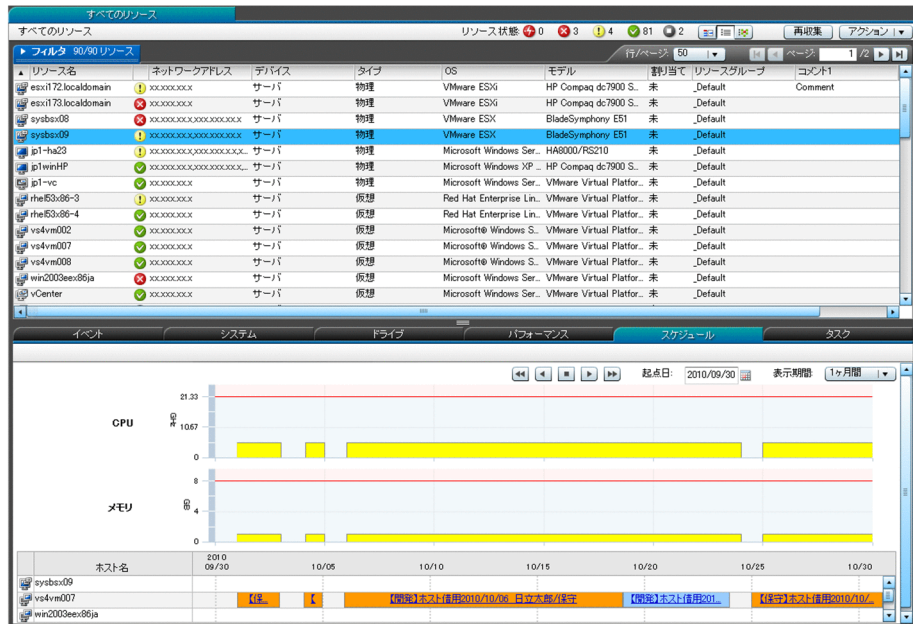 すべてのリソース
すべてのリソース リソース状態: 0 3 4 81 2 再収集 アクション
フィルタ 90/90 リソース 行/ページ: 50 ページ: 1 /2
リソース名 ネットワークアドレス デバイス タイプ OS モデル 割り当て リソースグループ コメント1
esxi172.localdomain xx.xxx.xx.x サーバ 物理 VMware ESXi HP Compaq dc7900 S... 未 _Default Comment
esxi173.localdomain xx.xxx.xx.x サーバ 物理 VMware ESXi HP Compaq dc7900 S... 未 _Default
sysbsx08 xx.xxx.xx.x,xxx.xxx.xxx.x サーバ 物理 VMware ESX BladeSymphony E51 未 _Default
sysbsx09 xx.xxx.xx.x,xxx.xxx.xxx.x サーバ 物理 VMware ESX BladeSymphony E51 未 _Default
jp1-ha23 xx.xxx.xx.x,xxx.xxx.xx.x,x... サーバ 物理 Microsoft Windows Ser... HA8000/RS210 未 _Default
jp1winHP xx.xxx.xx.x,xxx.xxx.xx.x,... サーバ 物理 Microsoft Windows XP ... HP Compaq dc7900 S... 未 _Default
jp1-vc xx.xxx.xx.x サーバ 物理 Microsoft Windows Ser... VMware Virtual Platfor... 未 _Default
rhel53x86-3 xx.xxx.xx.x サーバ 仮想 Red Hat Enterprise Lin... VMware Virtual Platfor... 未 _Default
rhel53x86-4 xx.xxx.xx.x サーバ 仮想 Red Hat Enterprise Lin... VMware Virtual Platfor... 未 _Default
vs4vm002 xx.xxx.xx.x サーバ 仮想 Microsoft® Windows S... VMware Virtual Platfor... 未 _Default
vs4vm007 xx.xxx.xx.x サーバ 仮想 Microsoft® Windows S... VMware Virtual Platfor... 未 _Default
vs4vm008 xx.xxx.xx.x サーバ 仮想 Microsoft® Windows S... VMware Virtual Platfor... 未 _Default
win2003eex86ja xx.xxx.xx.x サーバ 仮想 Microsoft Windows Ser... VMware Virtual Platfor... 未 _Default
vCenter xx.xxx.xx.x サーバ 仮想 Microsoft Windows Ser... VMware Virtual Platfor... 未 _Default
イベント システム ドライブ パフォーマンス スケジュール タスク
起点日: 2010/09/30 表示期間: 1ヶ月間
21.33
CPU GHz 10.67
0
8
メモリ GB 4
0
2010
ホスト名 09/30 10/05 10/10 10/15 10/20 10/25 10/30
sysbsx09
vs4vm007 【保... 【 【開発】ホスト借用2010/10/06 日立太郎/保守 【開発】ホスト借用201... 【保守】ホスト借用2010/10/...
win2003eex86ja